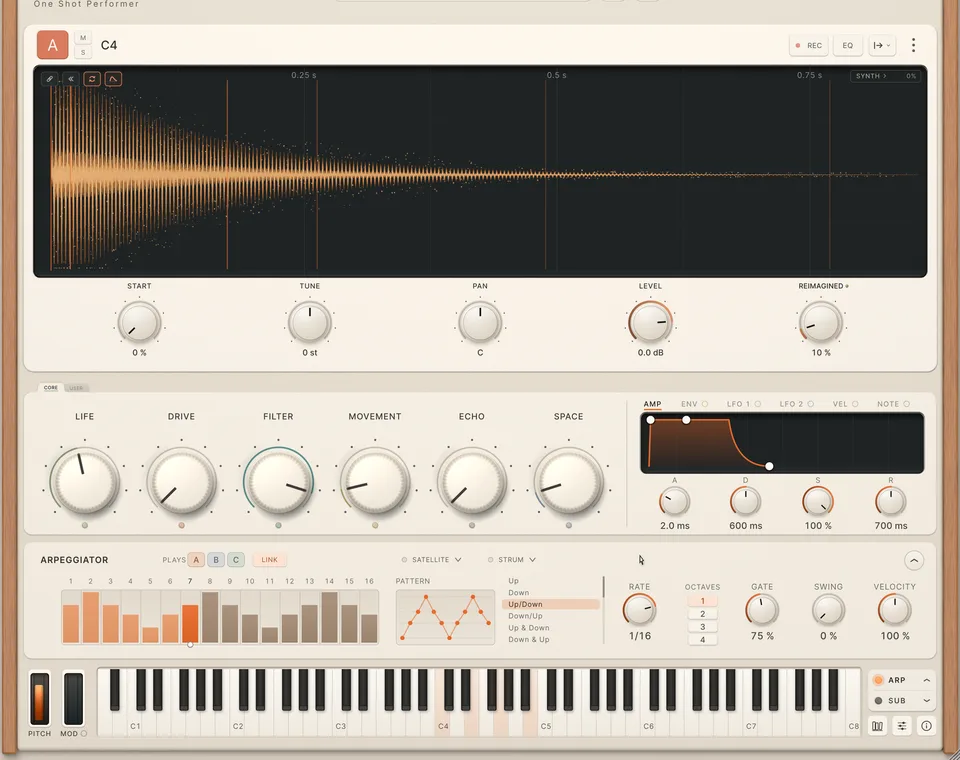 One Shot Performer
A
M
S
C4
REC
EQ
0.25 s
0.5 s
0.75 s
SYNTH >
0%
START
TUNE
PAN
LEVEL
REIMAGINED
0 %
0 st
C
0.0 dB
10 %
CORE
USER
LIFE
DRIVE
FILTER
MOVEMENT
ECHO
SPACE
AMP
ENV
LFO 1
LFO 2
VEL
NOTE
A
D
S
R
2.0 ms
600 ms
100 %
700 ms
ARPEGGIATOR
PLAYS
A
B
C
LINK
SATELLITE
STRUM
1 2 3 4 5 6 7 8 9 10 11 12 13 14 15 16
PATTERN
Up
Down
Up/Down
Down/Up
Up & Down
Down & Up
RATE
1/16
OCTAVES
1
2
3
4
GATE
75 %
SWING
0 %
VELOCITY
100 %
PITCH
MOD
C1
C2
C3
C4
C5
C6
C7
C8
ARP
SUB